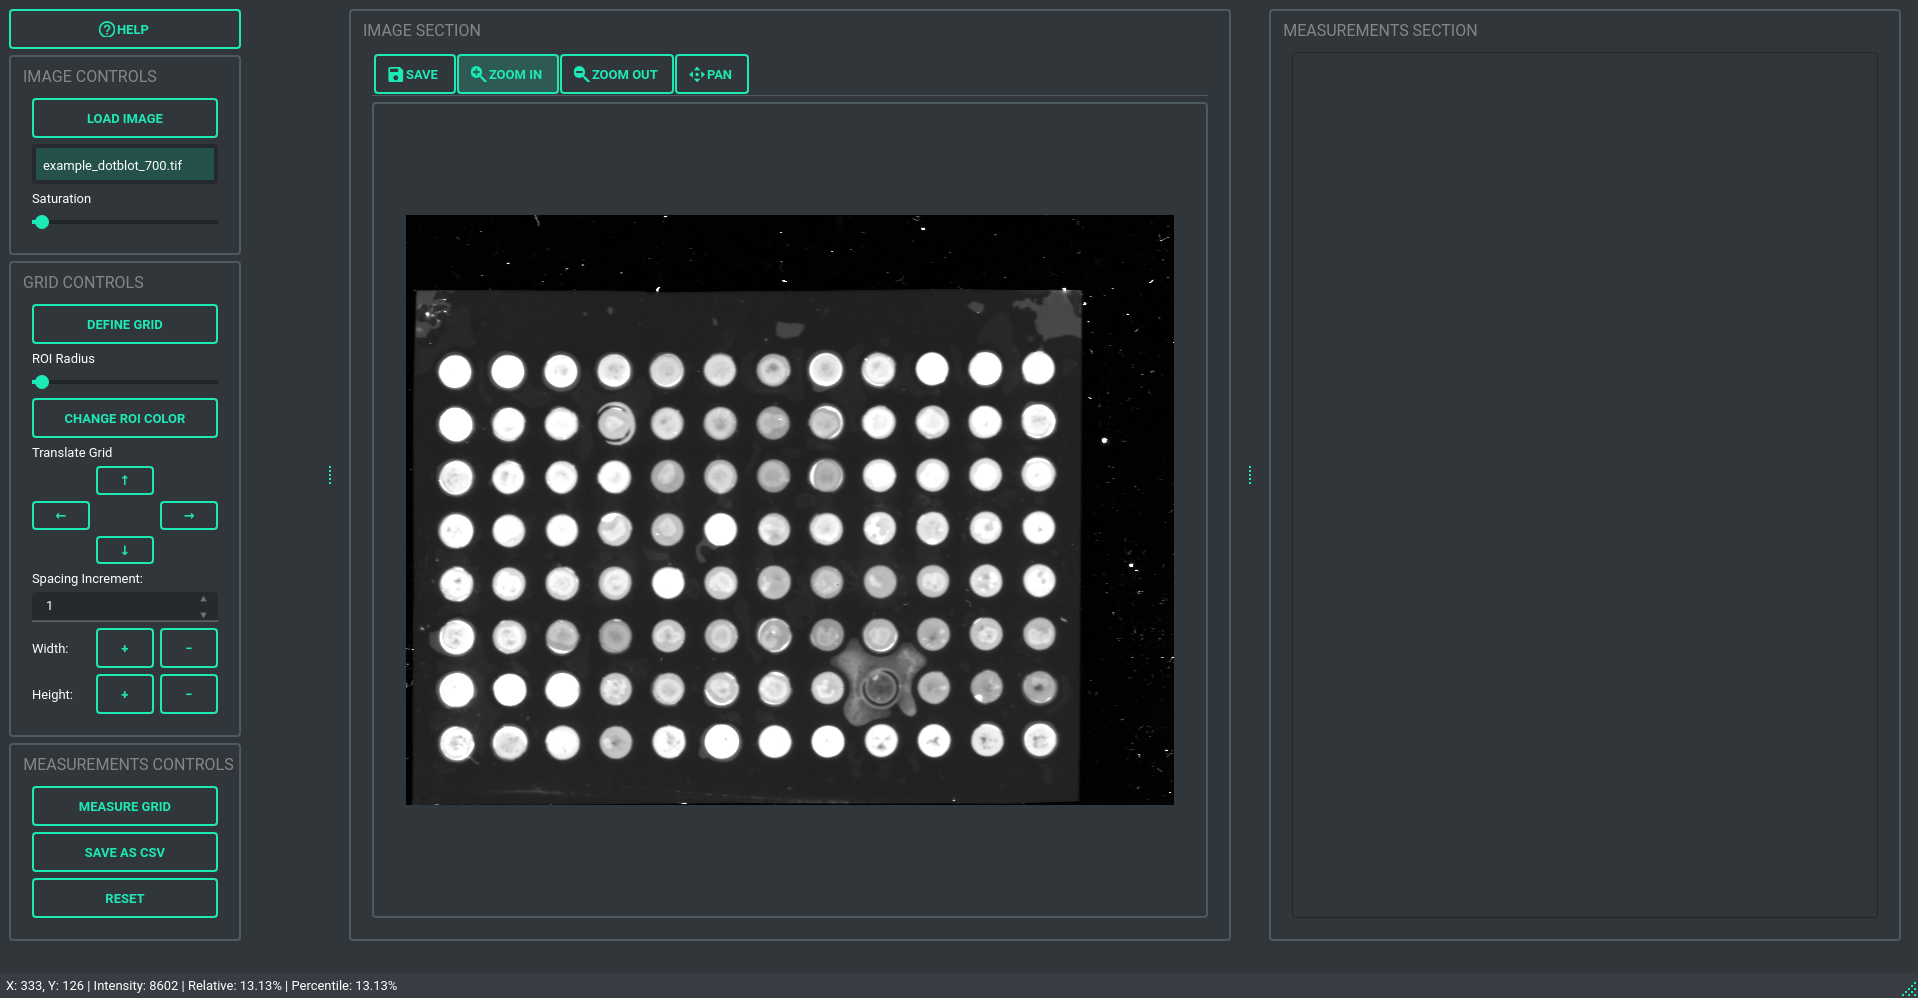 HELP
IMAGE CONTROLS
LOAD IMAGE
example_dotblot_700.tif
Saturation
GRID CONTROLS
DEFINE GRID
ROI Radius
CHANGE ROI COLOR
Translate Grid
↑
← →
↓
Spacing Increment:
1
Width: + -
Height: + -
MEASUREMENTS CONTROLS
MEASURE GRID
SAVE AS CSV
RESET
IMAGE SECTION
SAVE ZOOM IN ZOOM OUT PAN
MEASUREMENTS SECTION
X: 333, Y: 126 | Intensity: 8602 | Relative: 13.13% | Percentile: 13.13%